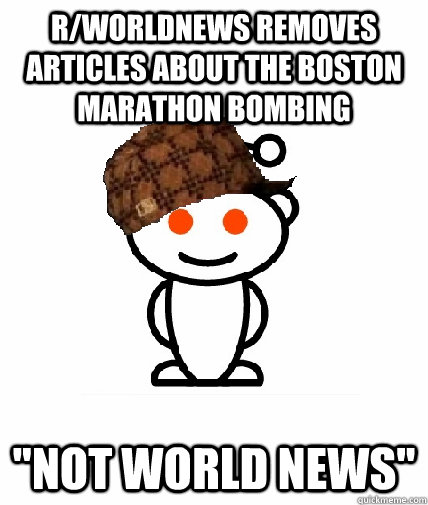 R/WORLDNEWS REMOVES
ARTICLES ABOUT THE BOSTON
MARATHON BOMBING
"NOT WORLD NEWS"
quickmeme.com